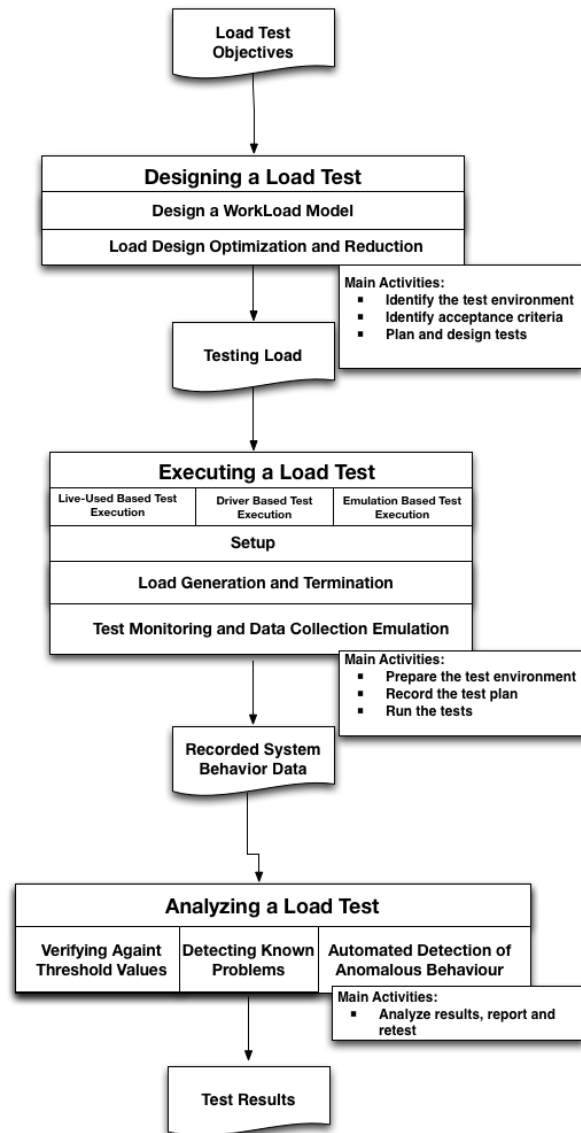 Load Test
Objectives
Designing a Load Test
Design a WorkLoad Model
Load Design Optimization and Reduction
Main Activities:
▪ Identify the test environment
▪ Identify acceptance criteria
▪ Plan and design tests
Testing Load
Executing a Load Test
Live-Used Based Test
Execution
Driver Based Test
Execution
Emulation Based Test
Execution
Setup
Load Generation and Termination
Test Monitoring and Data Collection Emulation
Main Activities:
▪ Prepare the test environment
▪ Record the test plan
▪ Run the tests
Recorded System
Behavior Data
Analyzing a Load Test
Verifying Againt
Threshold Values
Detecting Known
Problems
Automated Detection of
Anomalous Behaviour
Main Activities:
▪ Analyze results, report and
retest
Test Results